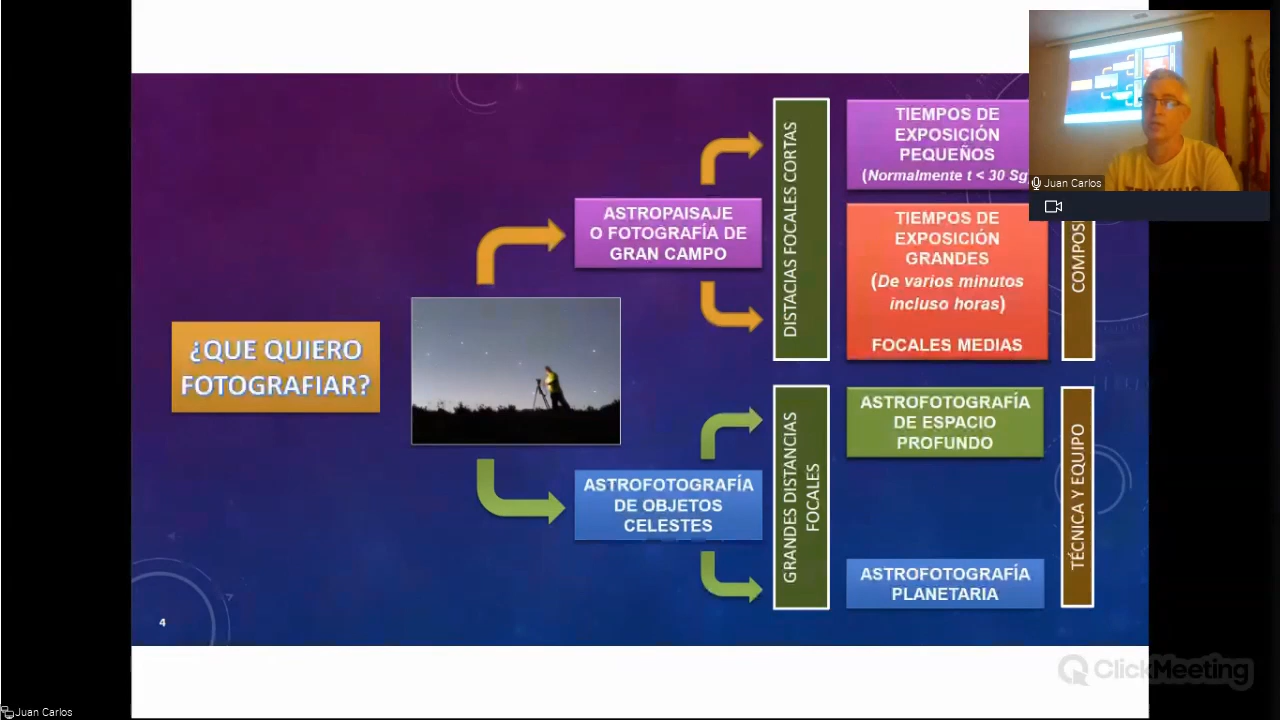 ¿QUE QUIERO
FOTOGRAFIAR?
ASTROPAISAJE
O FOTOGRAFÍA DE
GRAN CAMPO
ASTROFOTOGRAFÍA
DE OBJETOS
CELESTES
DISTACIAS FOCALES CORTAS
GRANDES DISTANCIAS
FOCALES
TIEMPOS DE
EXPOSICIÓN
PEQUEÑOS
(Normalmente t < 30 Sg
TIEMPOS DE
EXPOSICIÓN
GRANDES
(De varios minutos
incluso horas)
FOCALES MEDIAS
ASTROFOTOGRAFÍA
DE ESPACIO
PROFUNDO
ASTROFOTOGRAFÍA
PLANETARIA
COMPOS
TÉCNICA Y EQUIPO
4
Juan Carlos
ClickMeeting
Juan Carlos